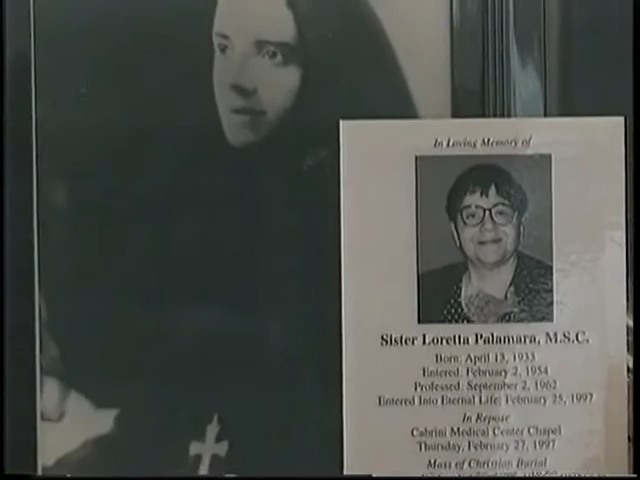 In Loving Memory of
Sister Loretta Palamara, M.S.C.
Born: April 13, 1933
Entered: February 2, 1954
Professed: September 2, 1962
Entered Into Eternal Life: February 25, 1997
In Repose
Cabrini Medical Center Chapel
Thursday, February 27, 1997
Mass of Christian Burial